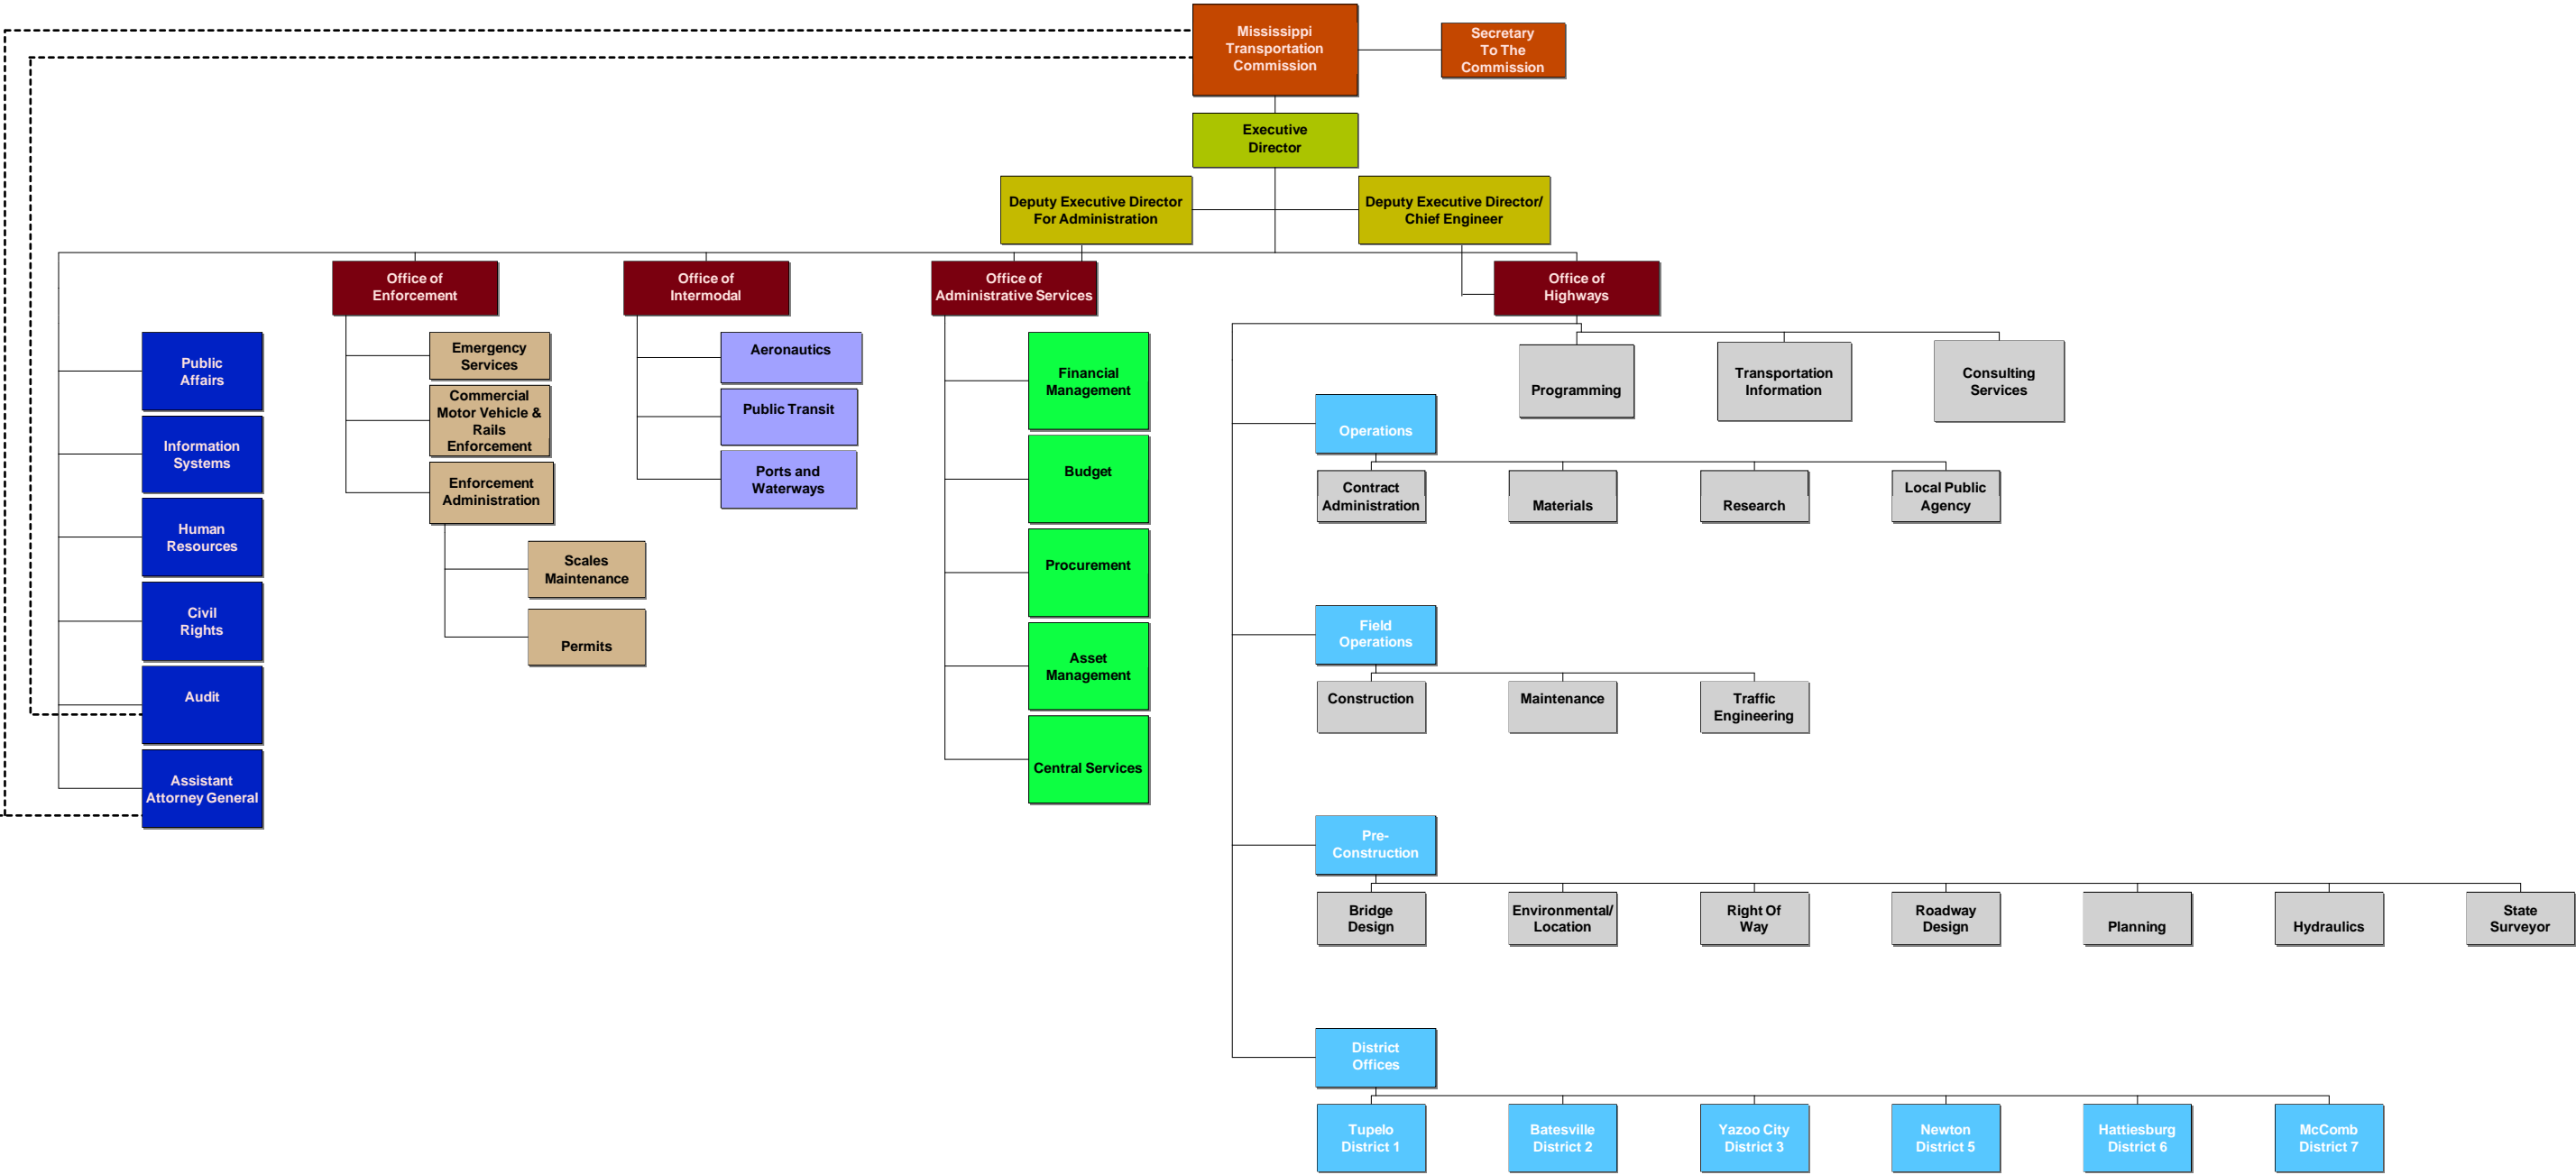 Mississippi
Transportation
Commission
Secretary
To The
Commission
Executive
Director
Deputy Executive Director
For Administration
Deputy Executive Director/
Chief Engineer
Office of
Enforcement
Office of
Intermodal
Office of
Administrative Services
Office of
Highways
Public
Affairs
Information
Systems
Human
Resources
Civil
Rights
Audit
Assistant
Attorney General
Emergency
Services
Commercial
Motor Vehicle &
Rails
Enforcement
Enforcement
Administration
Scales
Maintenance
Permits
Aeronautics
Public Transit
Ports and
Waterways
Financial
Management
Budget
Procurement
Asset
Management
Central Services
Programming
Transportation
Information
Consulting
Services
Operations
Contract
Administration
Materials
Research
Local Public
Agency
Field
Operations
Construction
Maintenance
Traffic
Engineering
Pre-
Construction
Bridge
Design
Environmental/
Location
Right Of
Way
Roadway
Design
Planning
Hydraulics
State
Surveyor
District
Offices
Tupelo
District 1
Batesville
District 2
Yazoo City
District 3
Newton
District 5
Hattiesburg
District 6
McComb
District 7